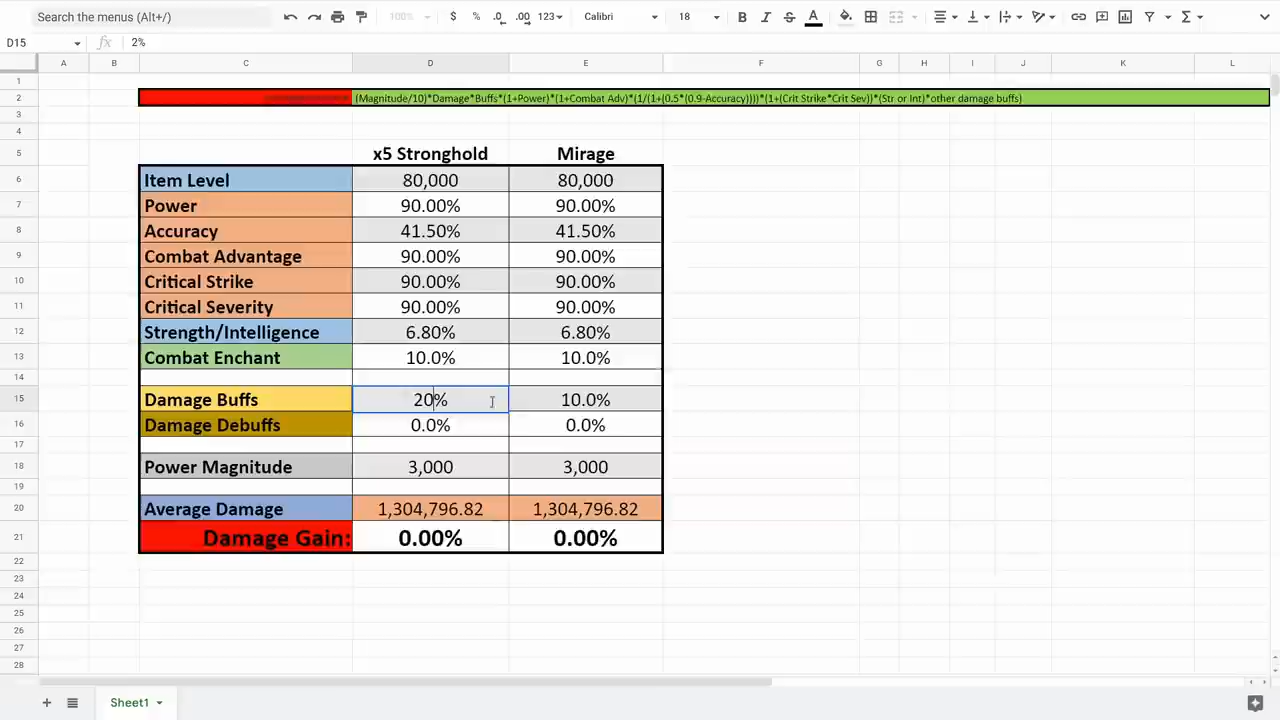 Search the menus (Alt+/) 100% $ % .0 .00 123 Calibri 18 B I S A
D15 fx 2%
A B C D E F G H I J K L
1
2 (Magnitude/10)*Damage*Buffs*(1+Power)*(1+Combat Adv)*(1/(1+(0.5*(0.9-Accuracy))))*(1+(Crit Strike*Crit Sev))*(Str or Int)*other damage buffs)
3
4
5 x5 Stronghold Mirage
6 Item Level 80,000 80,000
7 Power 90.00% 90.00%
8 Accuracy 41.50% 41.50%
9 Combat Advantage 90.00% 90.00%
10 Critical Strike 90.00% 90.00%
11 Critical Severity 90.00% 90.00%
12 Strength/Intelligence 6.80% 6.80%
13 Combat Enchant 10.0% 10.0%
14
15 Damage Buffs 20% 10.0%
16 Damage Debuffs 0.0% 0.0%
17
18 Power Magnitude 3,000 3,000
19
20 Average Damage 1,304,796.82 1,304,796.82
21 Damage Gain: 0.00% 0.00%
22
23
24
25
26
27
28
Sheet1